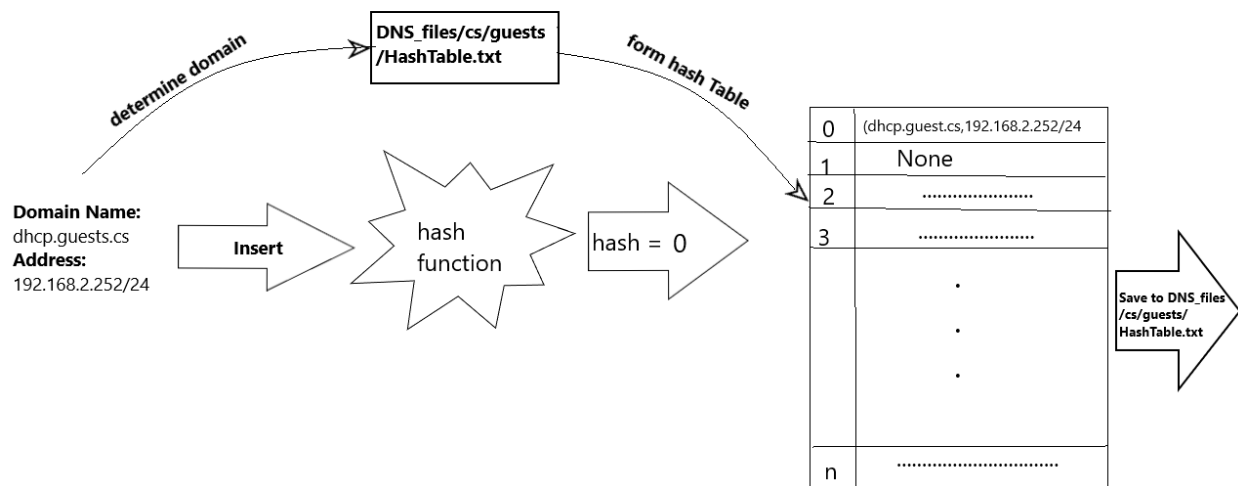 DNS_files/cs/guests
/HashTable.txt
determine domain
form hash Table
Domain Name:
dhcp.guests.cs
Address:
192.168.2.252/24
Insert
hash
function
hash = 0
0 (dhcp.guest.cs,192.168.2.252/24
1 None
2 ......................
3 ......................
.
.
.
n ..............................
Save to DNS_files
/cs/guests/
HashTable.txt